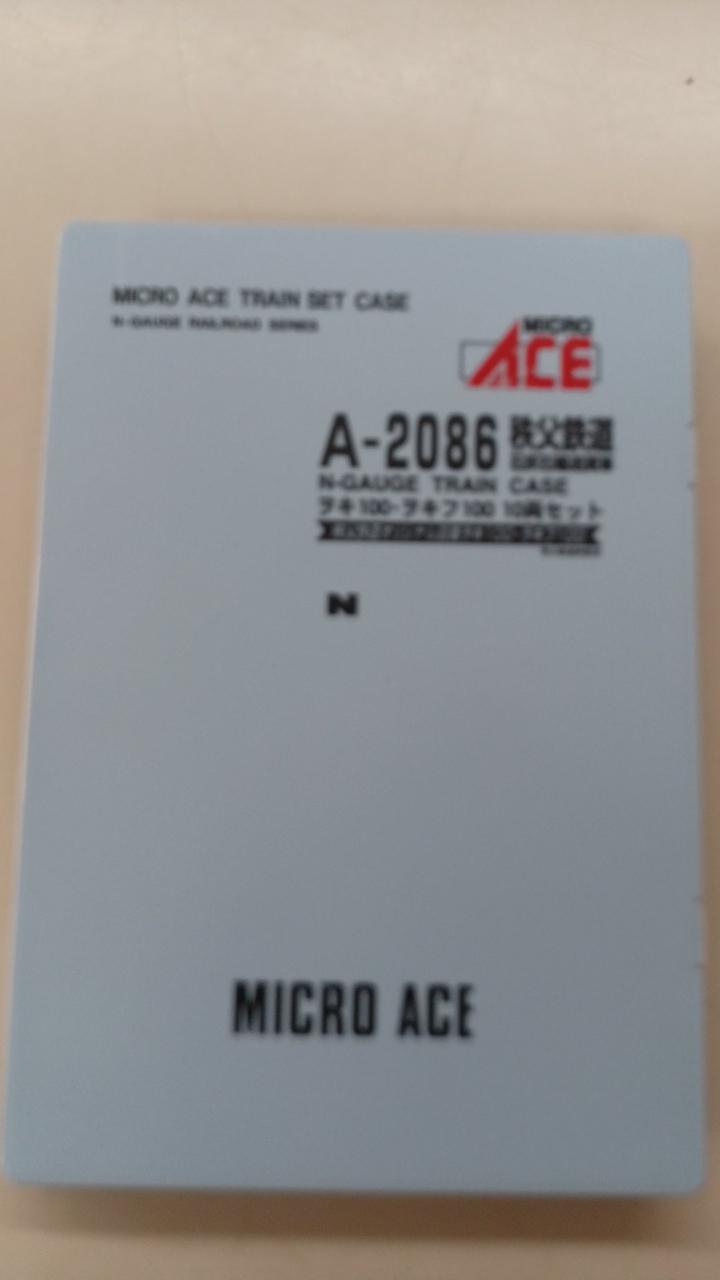 MICRO ACE TRAIN SET CASE
N-GAUGE RAILROAD SERIES
MICRO
ACE
A-2086 秩父鉄道
N-GAUGE TRAIN CASE
ヲキ100・ヲキフ100 10両セット
N
MICRO ACE